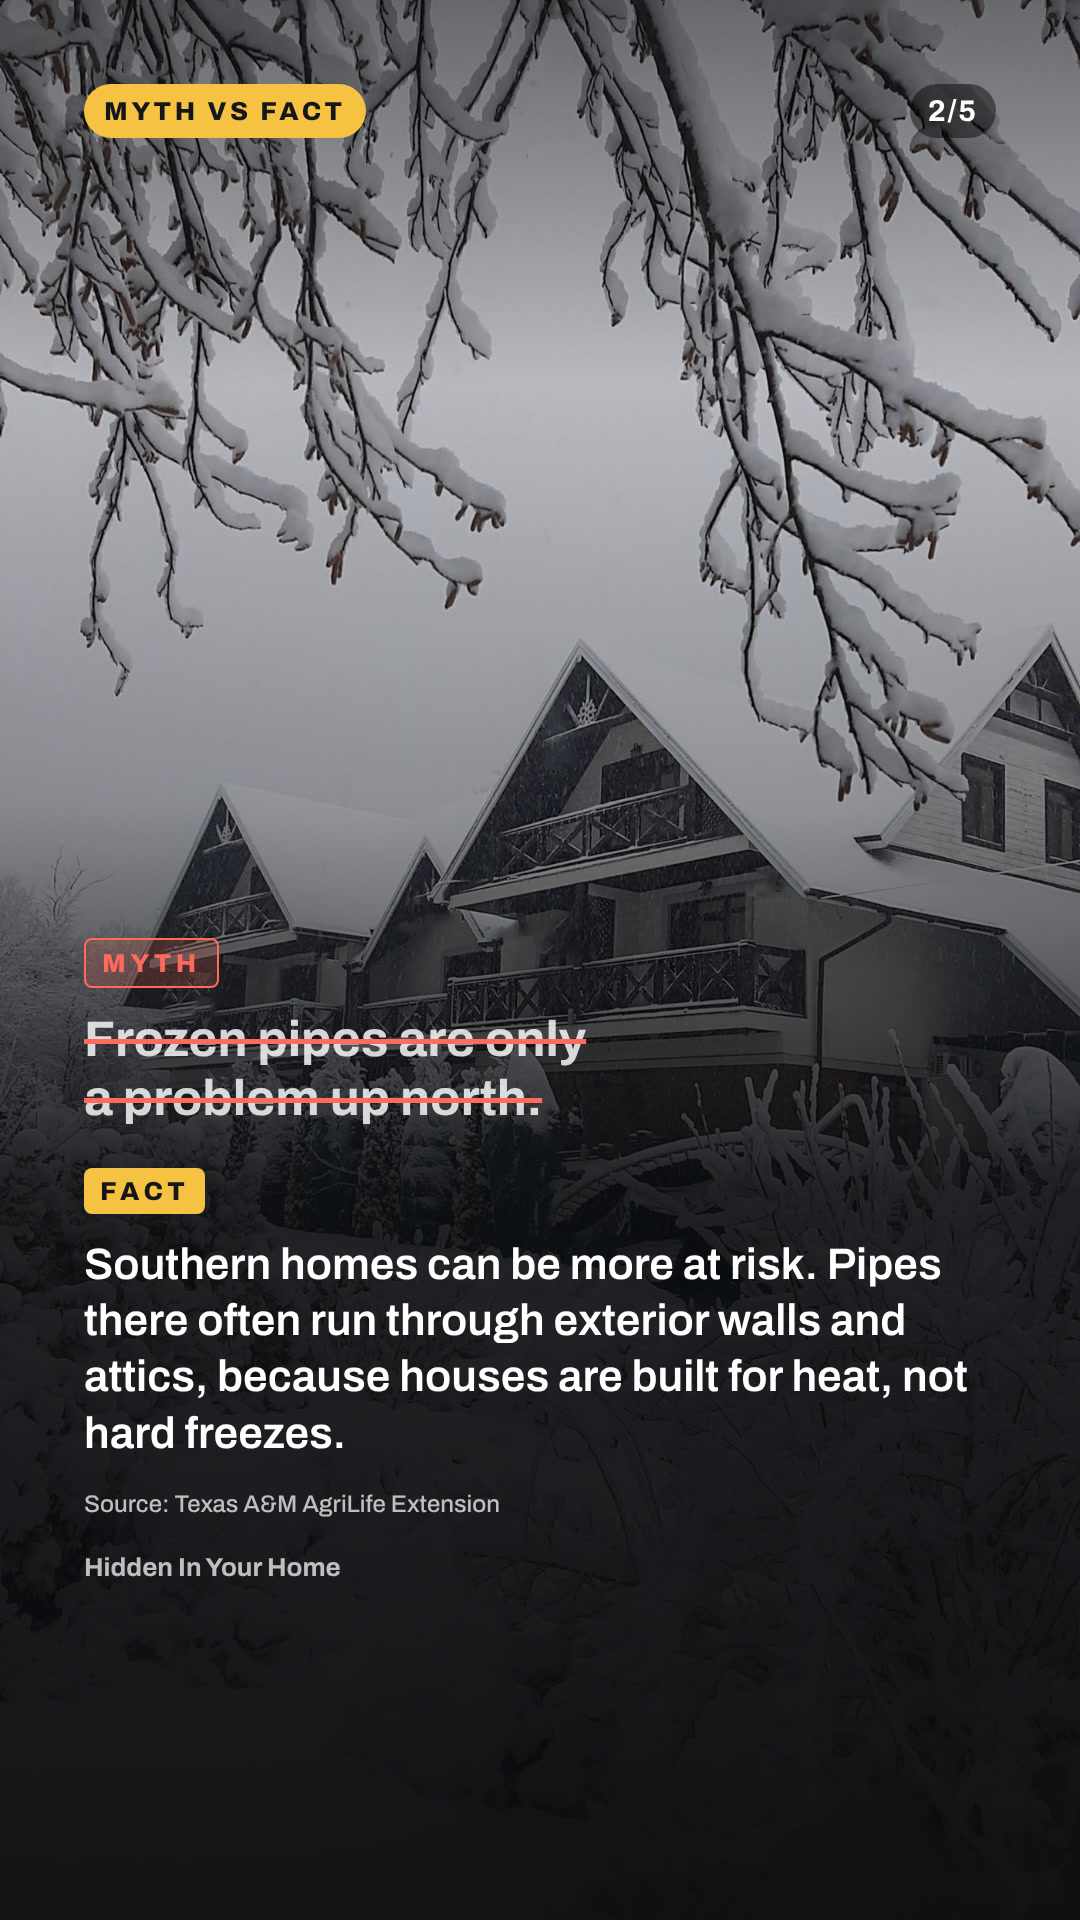 MYTH VS FACT
2/5
MYTH
Frozen pipes are only
a problem up north.
FACT
Southern homes can be more at risk. Pipes
there often run through exterior walls and
attics, because houses are built for heat, not
hard freezes.
Source: Texas A&M AgriLife Extension
Hidden In Your Home